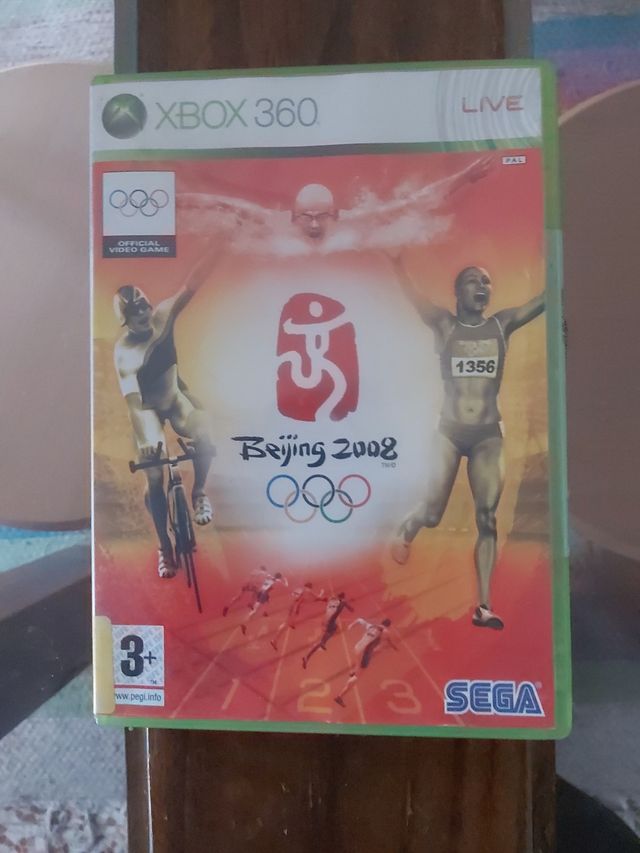 XBOX 360
LIVE
PAL
OFFICIAL
VIDEO GAME
1356
Beijing 2008
TM©
3+
www.pegi.info
1 2 3
SEGA®